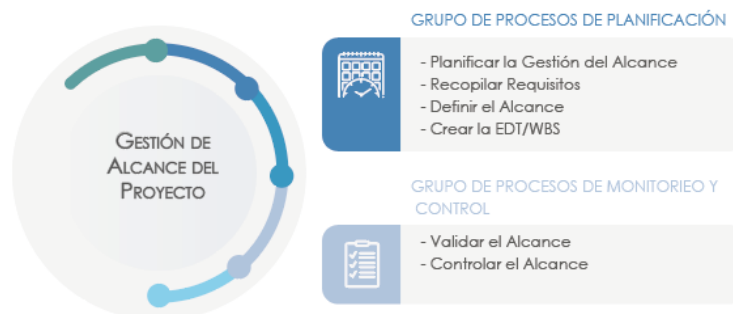 GESTIÓN DE
ALCANCE DEL
PROYECTO
GRUPO DE PROCESOS DE PLANIFICACIÓN
- Planificar la Gestión del Alcance
- Recopilar Requisitos
- Definir el Alcance
- Crear la EDT/WBS
GRUPO DE PROCESOS DE MONITORIEO Y
CONTROL
- Validar el Alcance
- Controlar el Alcance